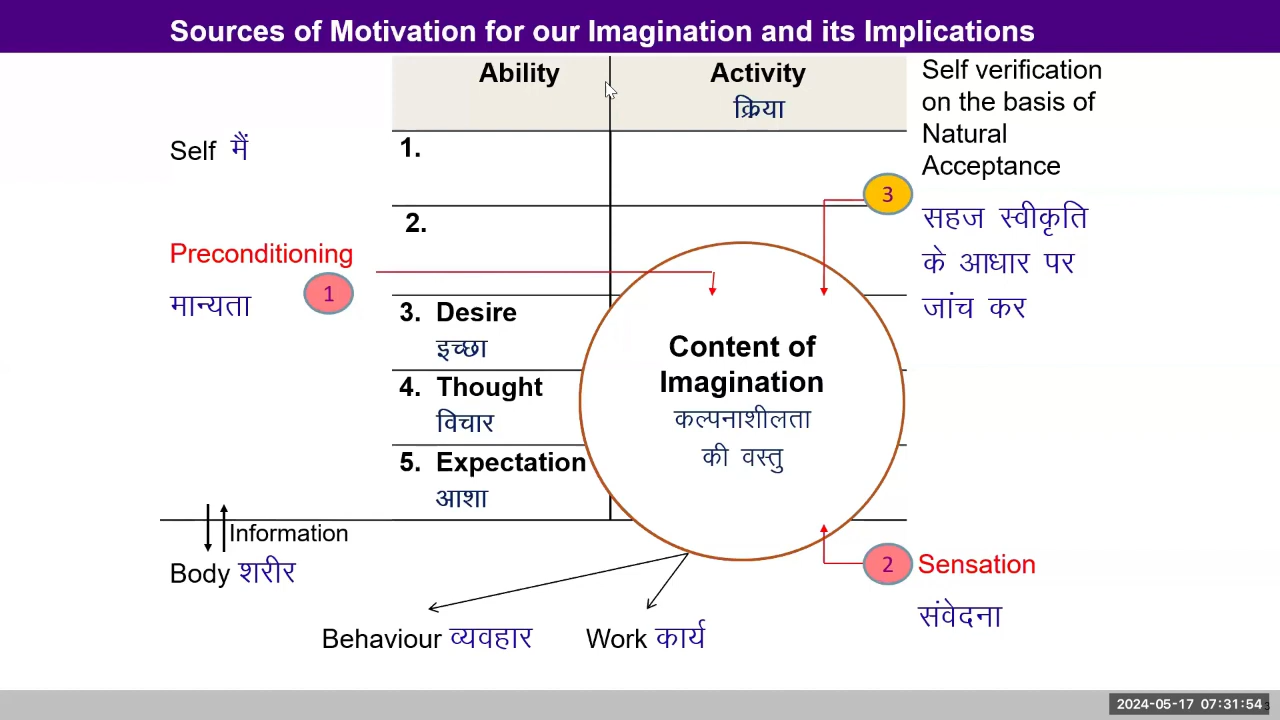 Sources of Motivation for our Imagination and its Implications
Ability
Activity
क्रिया
Self verification
on the basis of
Natural
Acceptance
सहज स्वीकृति
के आधार पर
जांच कर
3
Self मैं
1.
2.
Preconditioning
मान्यता
1
3. Desire
इच्छा
4. Thought
विचार
5. Expectation
आशा
Content of
Imagination
कल्पनाशीलता
की वस्तु
Information
Body शरीर
2
Sensation
संवेदना
Behaviour व्यवहार
Work कार्य
2024-05-17 07:31:54
3